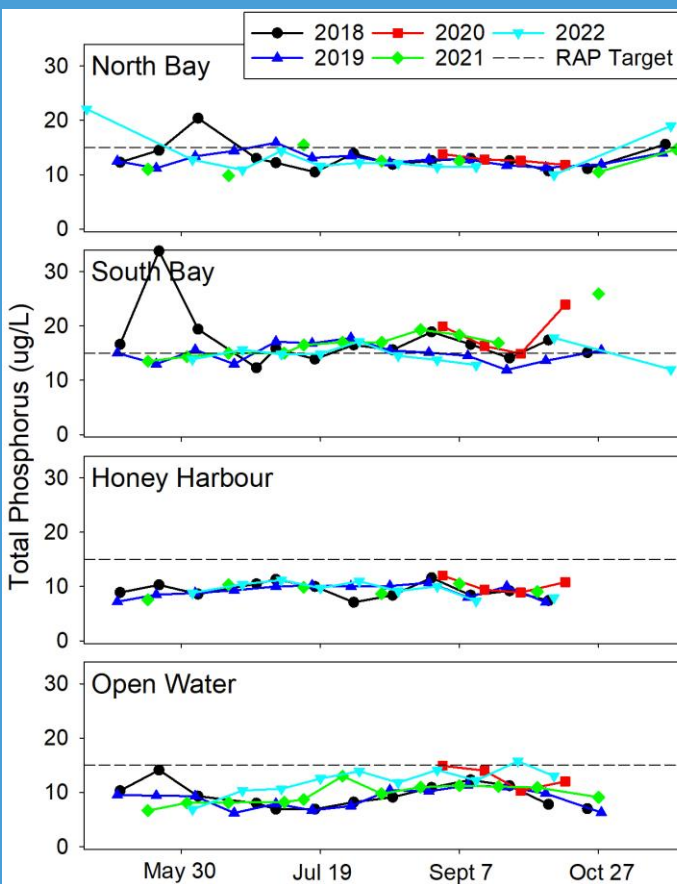 2018 2020 2022
2019 2021 RAP Target
Total Phosphorus (ug/L)
North Bay
30
20
10
0
South Bay
30
20
10
0
Honey Harbour
30
20
10
0
Open Water
30
20
10
0
May 30 Jul 19 Sept 7 Oct 27